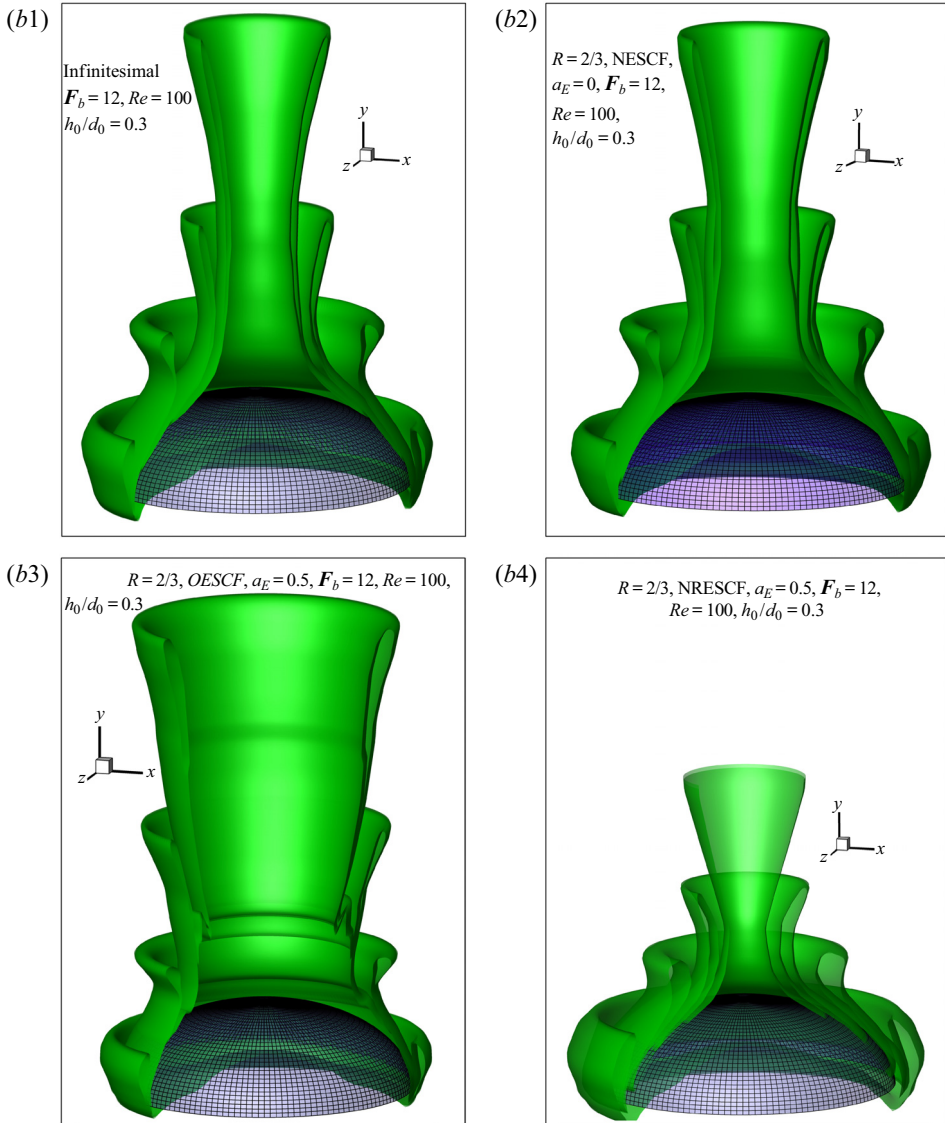 (b1)
Infinitesimal
F_b = 12, Re = 100
h_0/d_0 = 0.3
y
z
x
(b2)
R = 2/3, NESCF,
a_E = 0, F_b = 12,
Re = 100,
h_0/d_0 = 0.3
y
z
x
(b3)
R = 2/3, OESCF, a_E = 0.5, F_b = 12, Re = 100,
h_0/d_0 = 0.3
y
z
x
(b4)
R = 2/3, NRESCF, a_E = 0.5, F_b = 12,
Re = 100, h_0/d_0 = 0.3
y
z
x